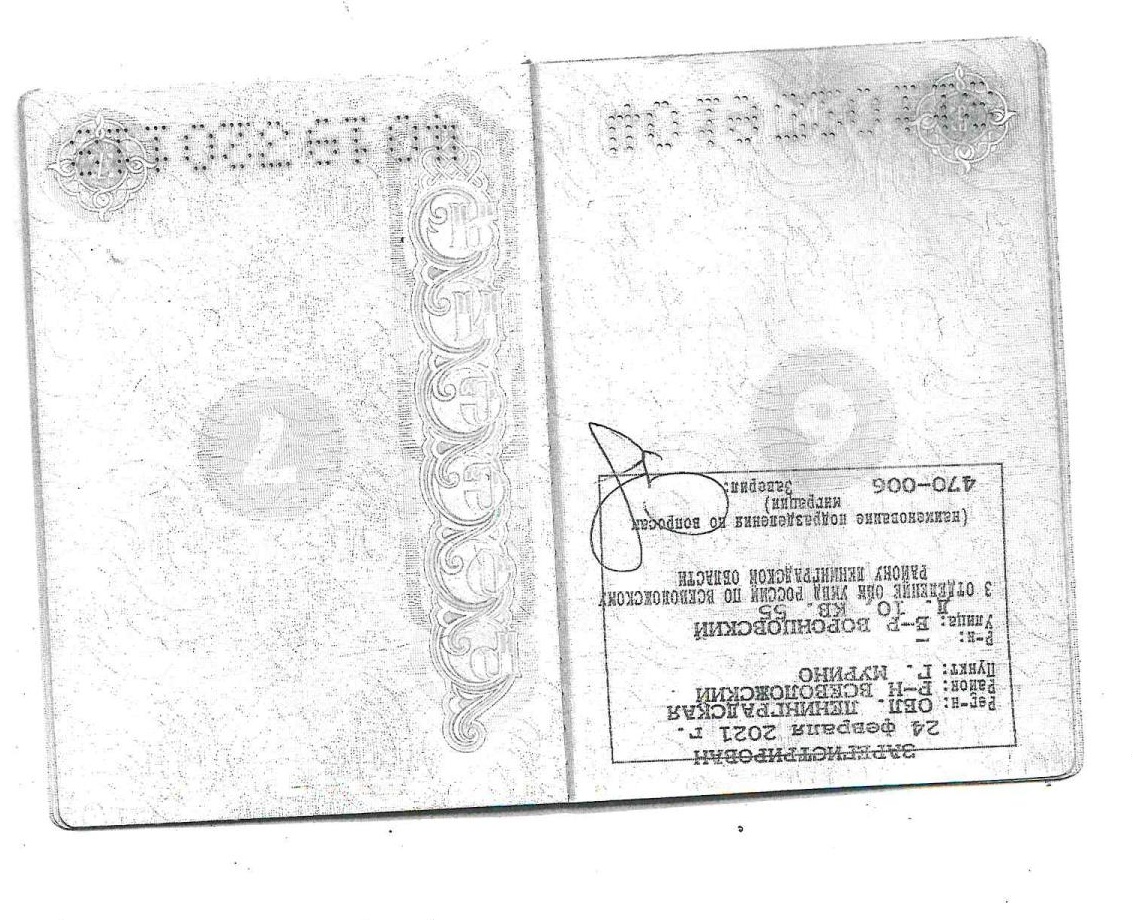 ЗАРЕГИСТРИРОВАН
24 февраля 2021 г.
Рег-н: ОБЛ. ЛЕНИНГРАДСКАЯ
Район: Р-Н ВСЕВОЛОЖСКИЙ
Пункт: Г. МУРИНО
Р-н: -
Улица: Б-Р ВОРОНЦОВСКИЙ
Д. 10, КВ. 55
3 ОТДЕЛЕНИЕ ОВМ УМВД РОССИИ ПО ВСЕВОЛОЖСКОМУ
РАЙОНУ ЛЕНИНГРАДСКОЙ ОБЛАСТИ
(наименование подразделения по вопросам
миграции)
470-006 Заверил:
6
7